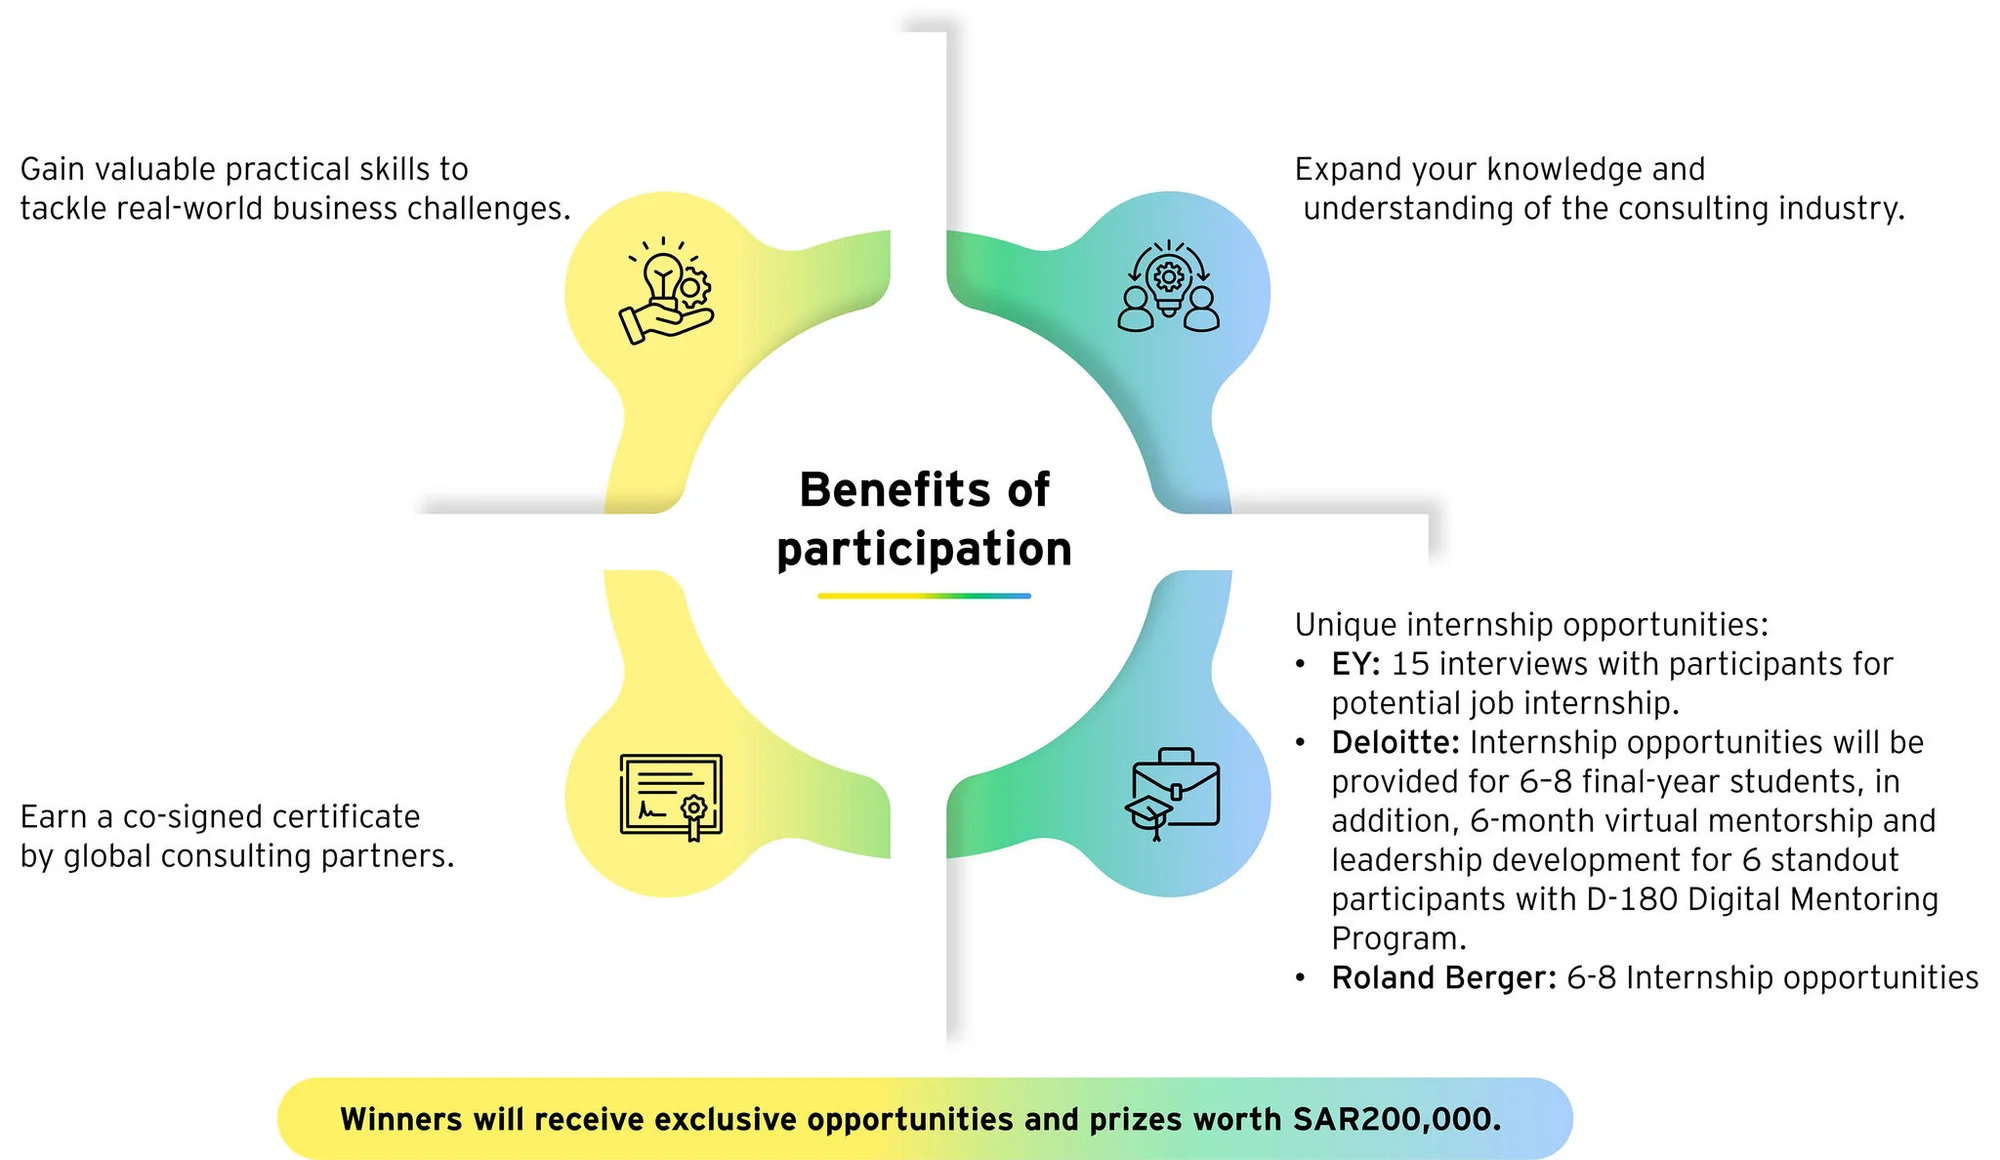 Gain valuable practical skills to
tackle real-world business challenges.
Expand your knowledge and
understanding of the consulting industry.
Benefits of
participation
Earn a co-signed certificate
by global consulting partners.
Unique internship opportunities:
• EY: 15 interviews with participants for
potential job internship.
• Deloitte: Internship opportunities will be
provided for 6–8 final-year students, in
addition, 6-month virtual mentorship and
leadership development for 6 standout
participants with D-180 Digital Mentoring
Program.
• Roland Berger: 6-8 Internship opportunities
Winners will receive exclusive opportunities and prizes worth SAR200,000.